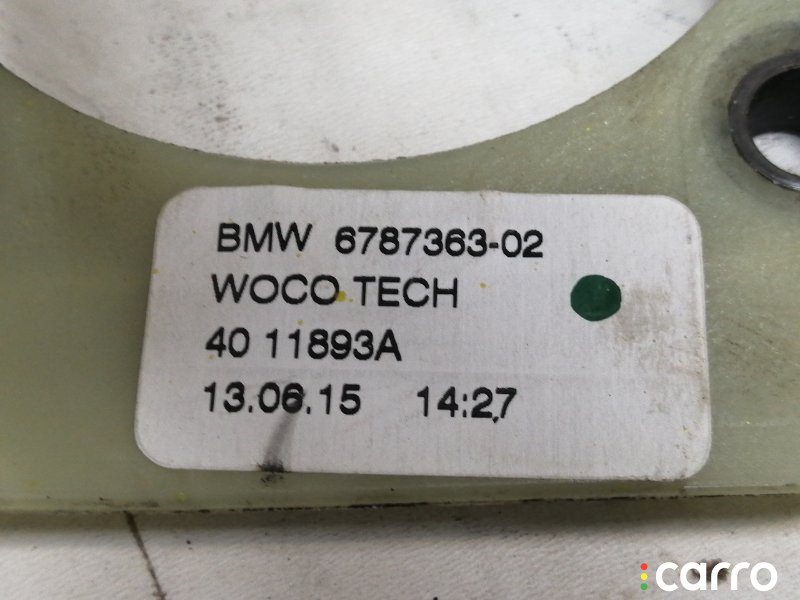 BMW 6787363-02
WOCO TECH
40 11893A
13.06.15 14:27
carro